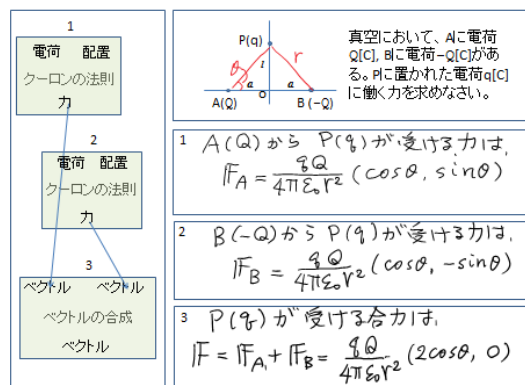 1
電荷 配置
クーロンの法則
力
2
電荷 配置
クーロンの法則
力
3
ベクトル ベクトル
ベクトルの合成
ベクトル
P(q)
r
l
θ
a
a
A(Q)
O
B(-Q)
真空において、Aに電荷
Q[C], Bに電荷-Q[C]があ
る。Pに置かれた電荷q[C]
に働く力を求めなさい。
1 A(Q)から P(q)が受ける力は、
𝔽_A = qQ/4πε₀r² (cosθ, sinθ)
2 B(-Q)から P(q)が受ける力は、
𝔽_B = qQ/4πε₀r² (cosθ, -sinθ)
3 P(q)が受ける合力は、
𝔽 = 𝔽_A + 𝔽_B = qQ/4πε₀r² (2cosθ, 0)